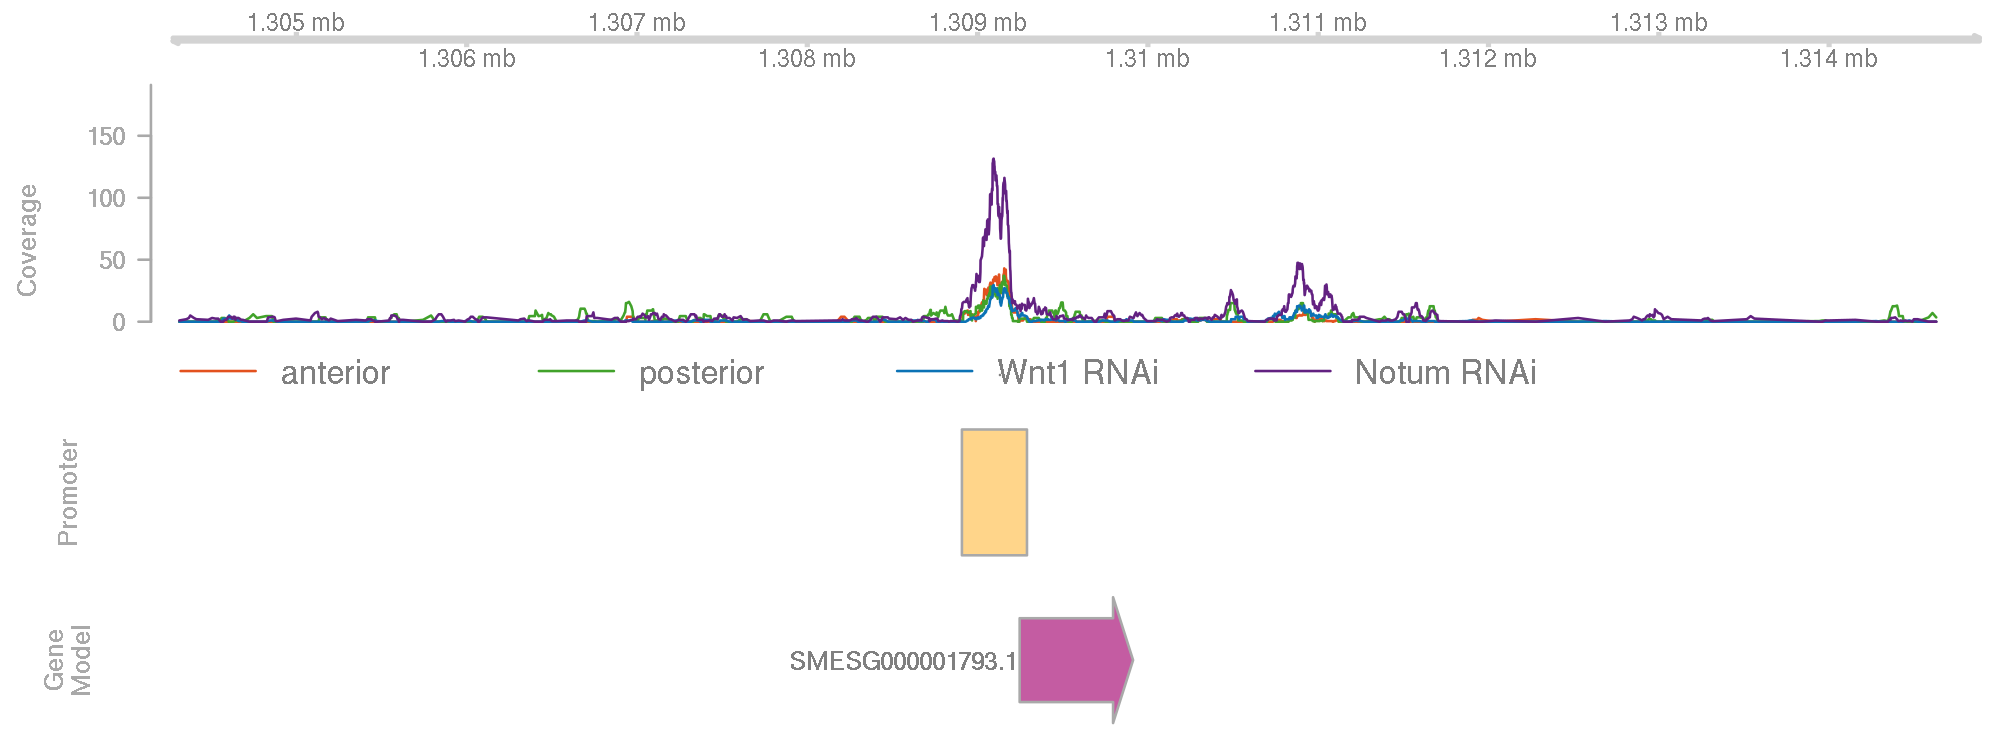 1.305 mb 1.307 mb 1.309 mb 1.311 mb 1.313 mb
1.306 mb 1.308 mb 1.31 mb 1.312 mb 1.314 mb
Coverage
150
100
50
0
anterior posterior Wnt1 RNAi Notum RNAi
Promoter
Gene
Model
SMESG000001793.1